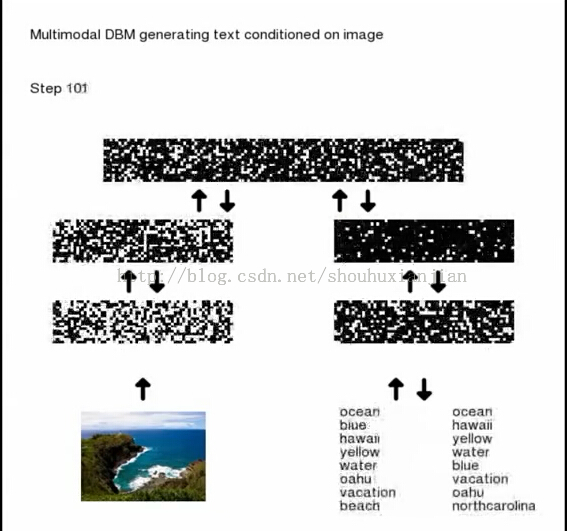 Multimodal DBM generating text conditioned on image
Step 101
http://blog.csdn.net/shouhuxianjian
ocean
blue
hawaii
yellow
water
oahu
vacation
beach
ocean
hawaii
yellow
water
blue
vacation
oahu
northcarolina